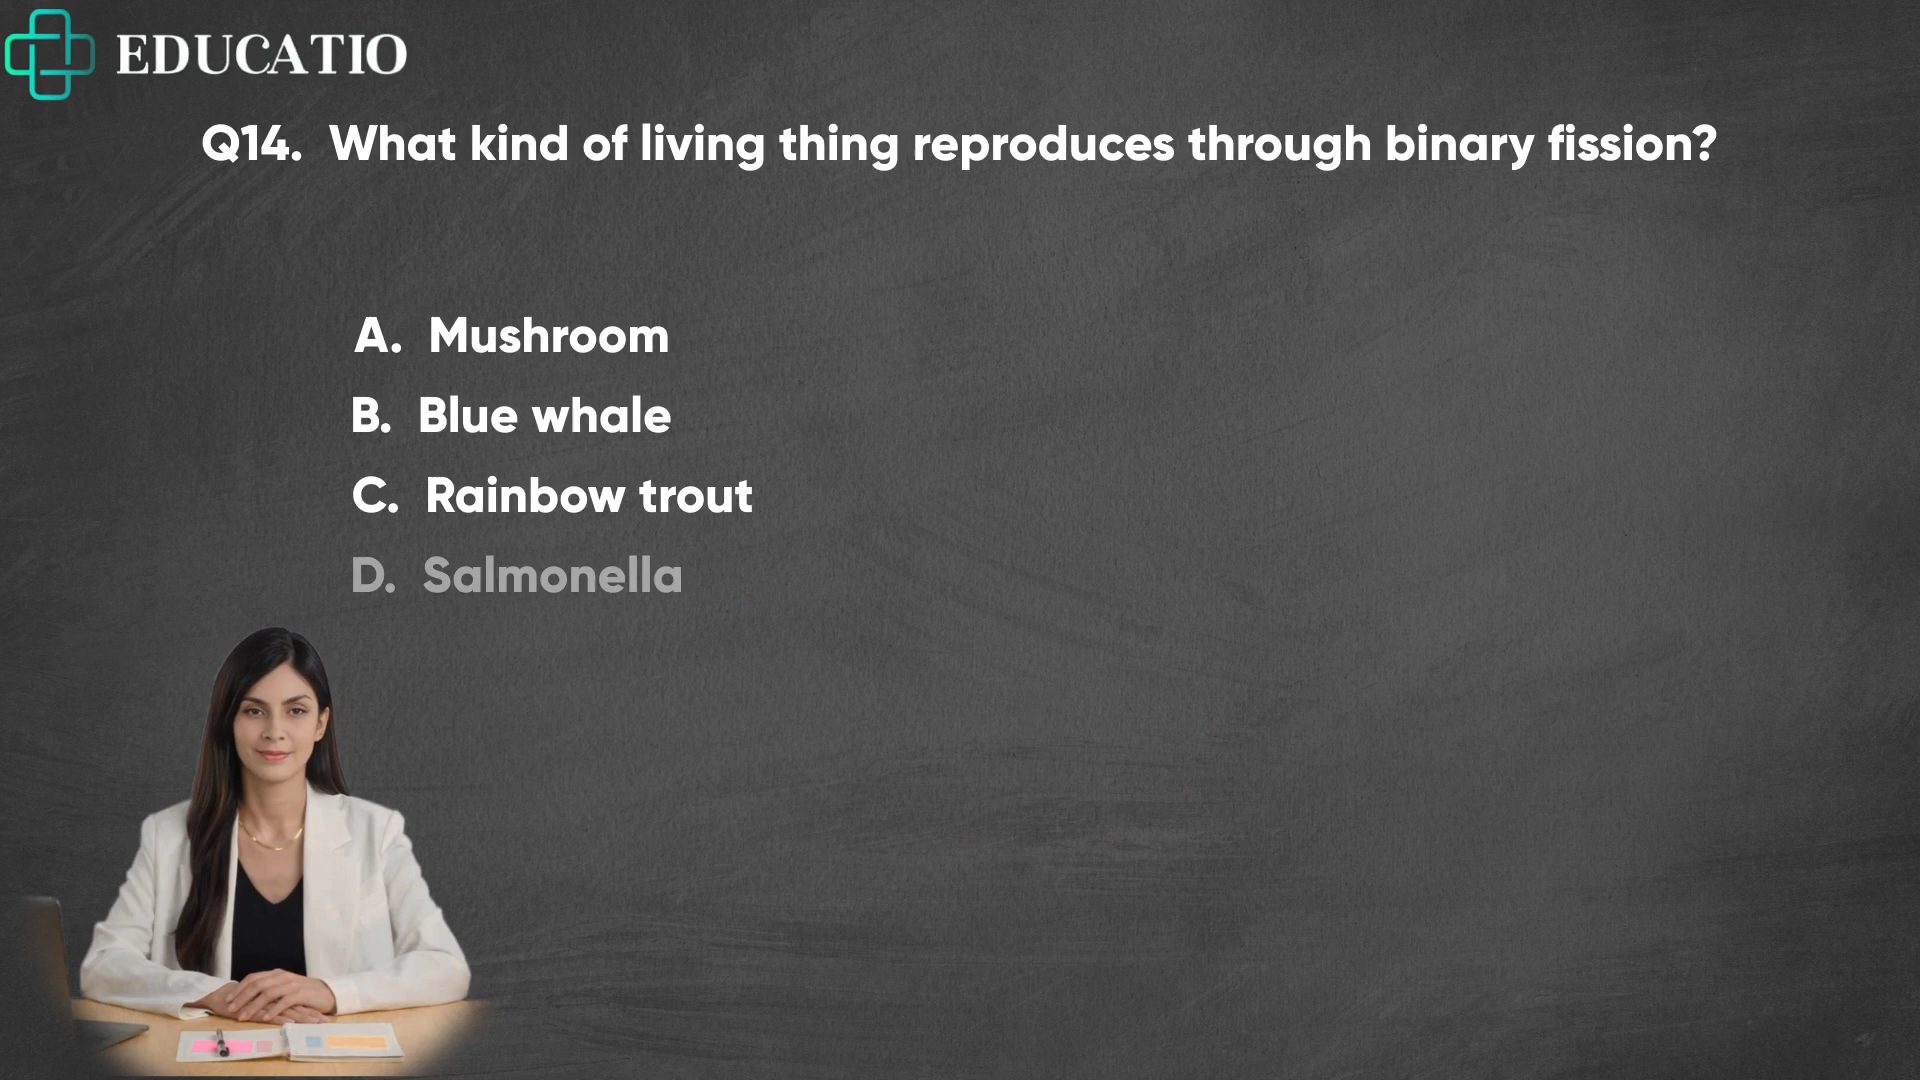 EDUCATIO
Q14. What kind of living thing reproduces through binary fission?
A. Mushroom
B. Blue whale
C. Rainbow trout
D. Salmonella